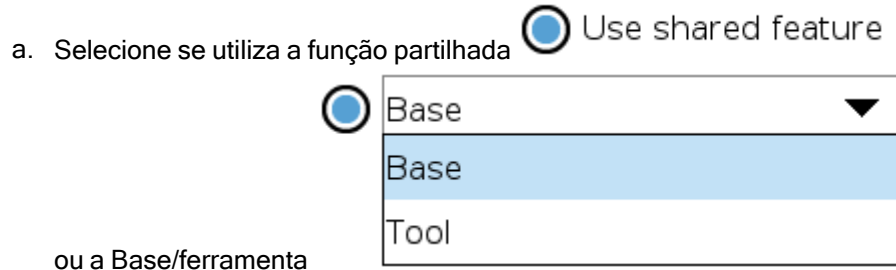 a. Selecione se utiliza a função partilhada Use shared feature
Base
Base
Tool
ou a Base/ferramenta